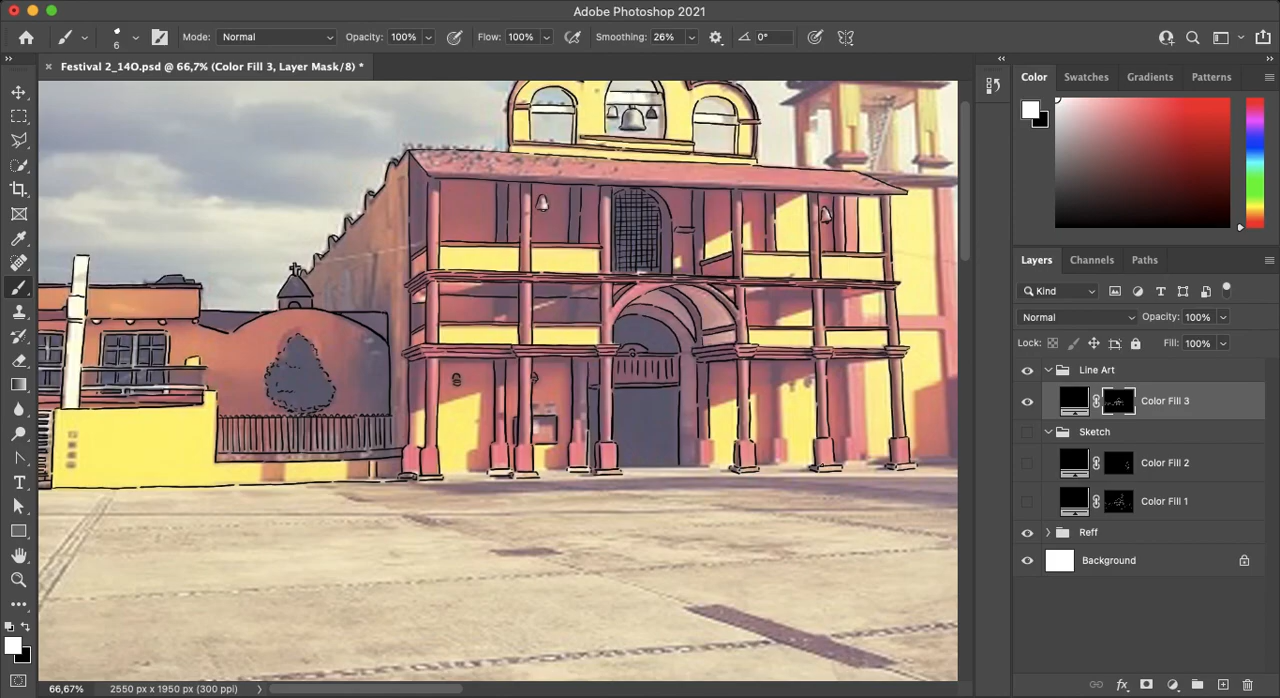 Adobe Photoshop 2021
6
Mode: Normal
Opacity: 100%
Flow: 100%
Smoothing: 26%
0°
Festival 2_14O.psd @ 66,7% (Color Fill 3, Layer Mask/8) *
Color Swatches Gradients Patterns
Layers Channels Paths
Kind
Normal Opacity: 100%
Lock: Fill: 100%
Line Art
Color Fill 3
Sketch
Color Fill 2
Color Fill 1
Reff
Background
fx
66,67% 2550 px x 1950 px (300 ppi)